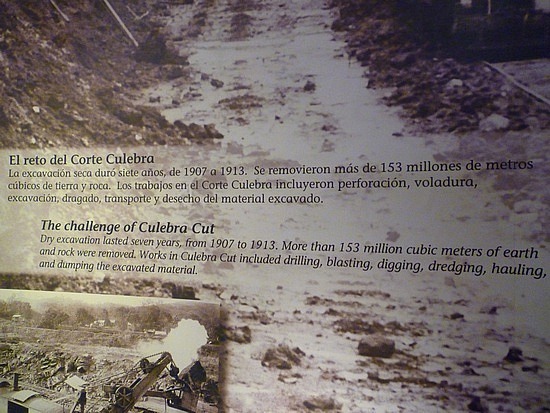 El reto del Corte Culebra
La excavación seca duró siete años, de 1907 a 1913. Se removieron más de 153 millones de metros
cúbicos de tierra y roca. Los trabajos en el Corte Culebra incluyeron perforación, voladura,
excavación, dragado, transporte y desecho del material excavado.
The challenge of Culebra Cut
Dry excavation lasted seven years, from 1907 to 1913. More than 153 million cubic meters of earth
and rock were removed. Works in Culebra Cut included drilling, blasting, digging, dredging, hauling,
and dumping the excavated material.